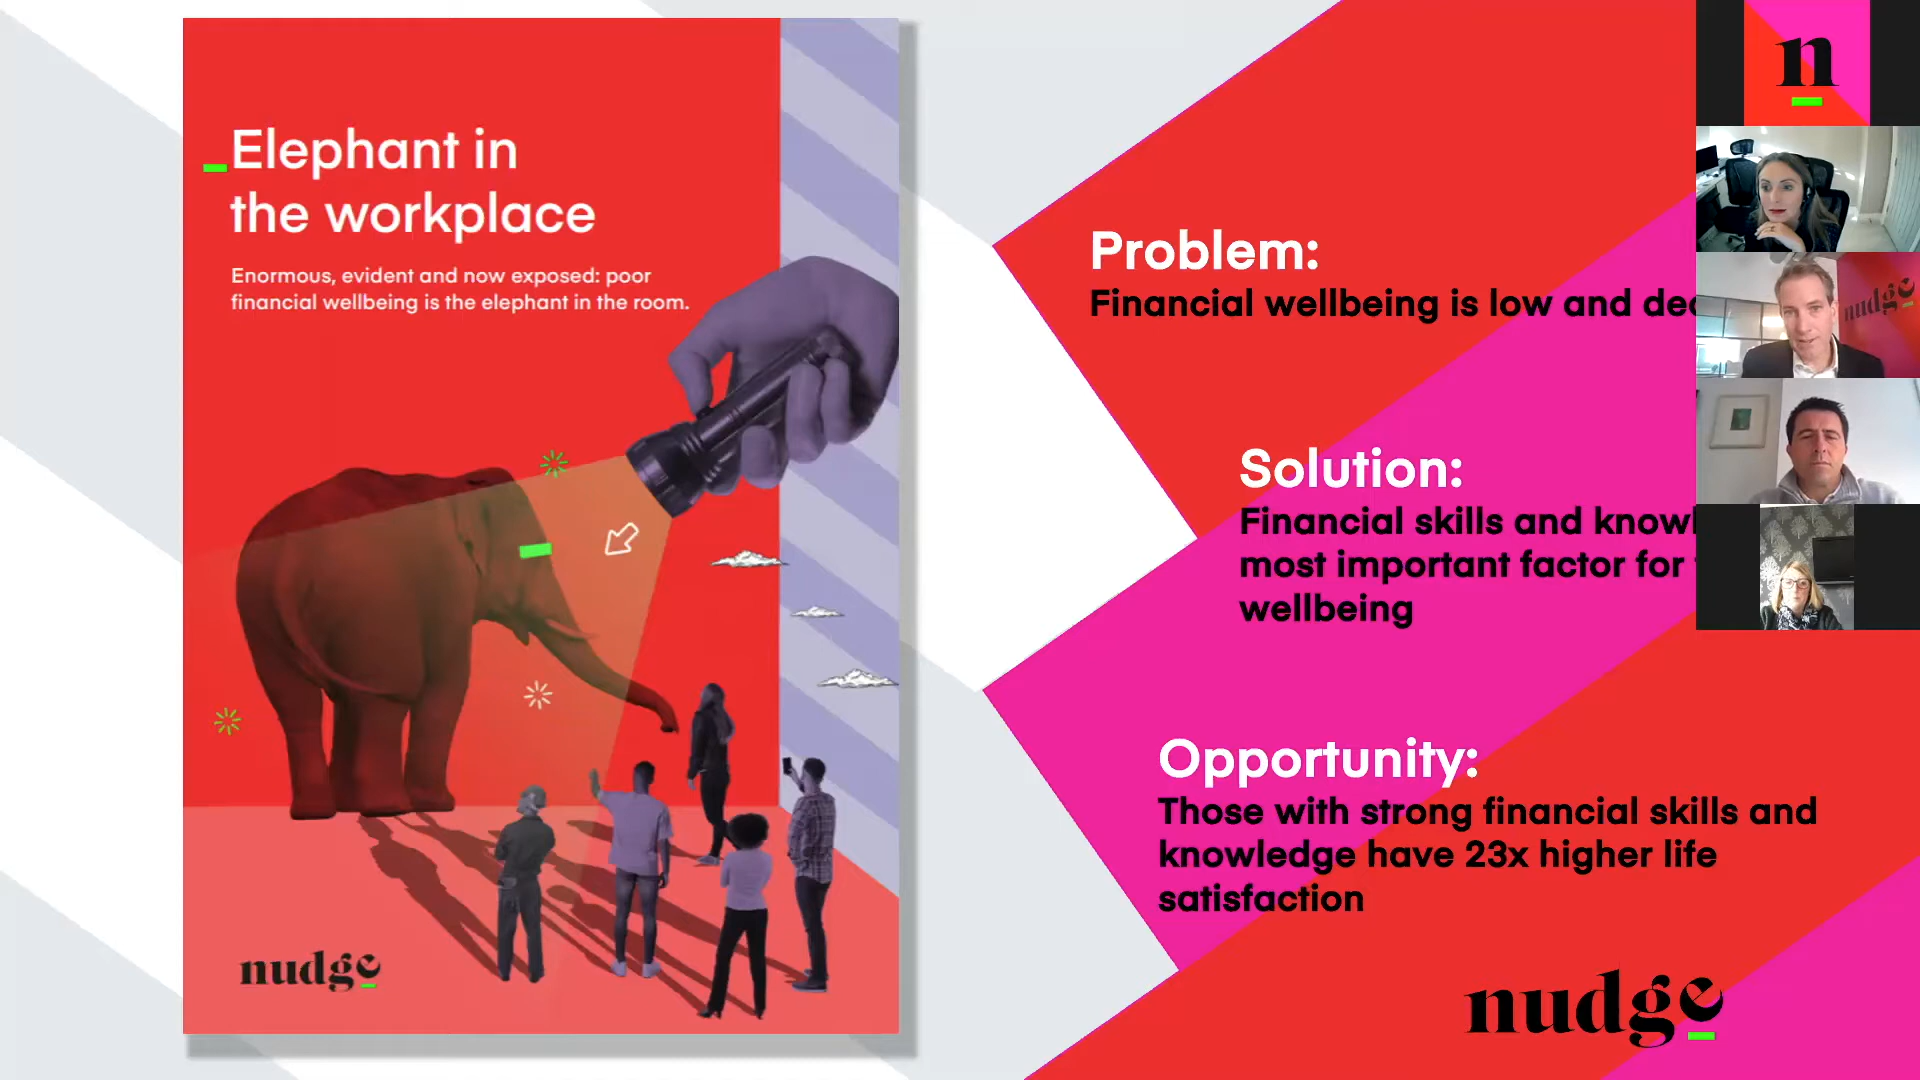 Elephant in
the workplace
Enormous, evident and now exposed: poor
financial wellbeing is the elephant in the room.
nudge
Problem:
Financial wellbeing is low and
Solution:
Financial skills and
most important factor for
wellbeing
Opportunity:
Those with strong financial skills and
knowledge have 23x higher life
satisfaction
nudge
n
nudge